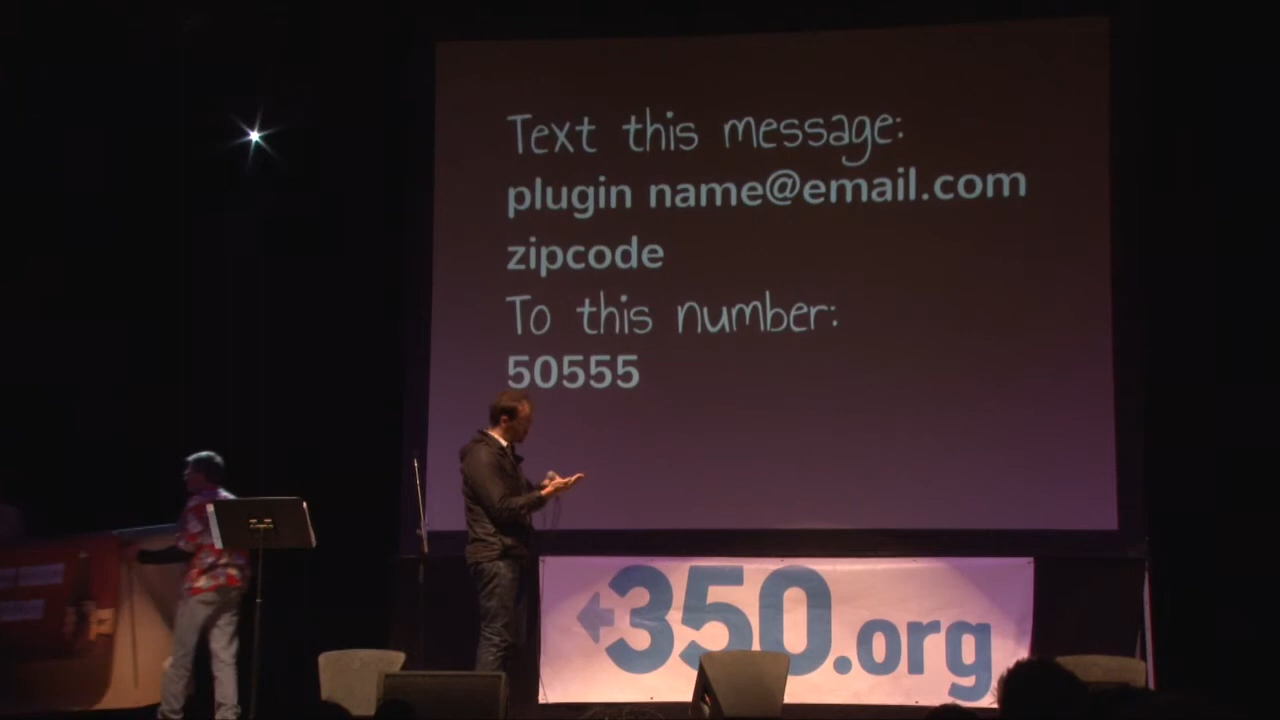 Text this message:
plugin name@email.com
zipcode
To this number:
50555
350.org